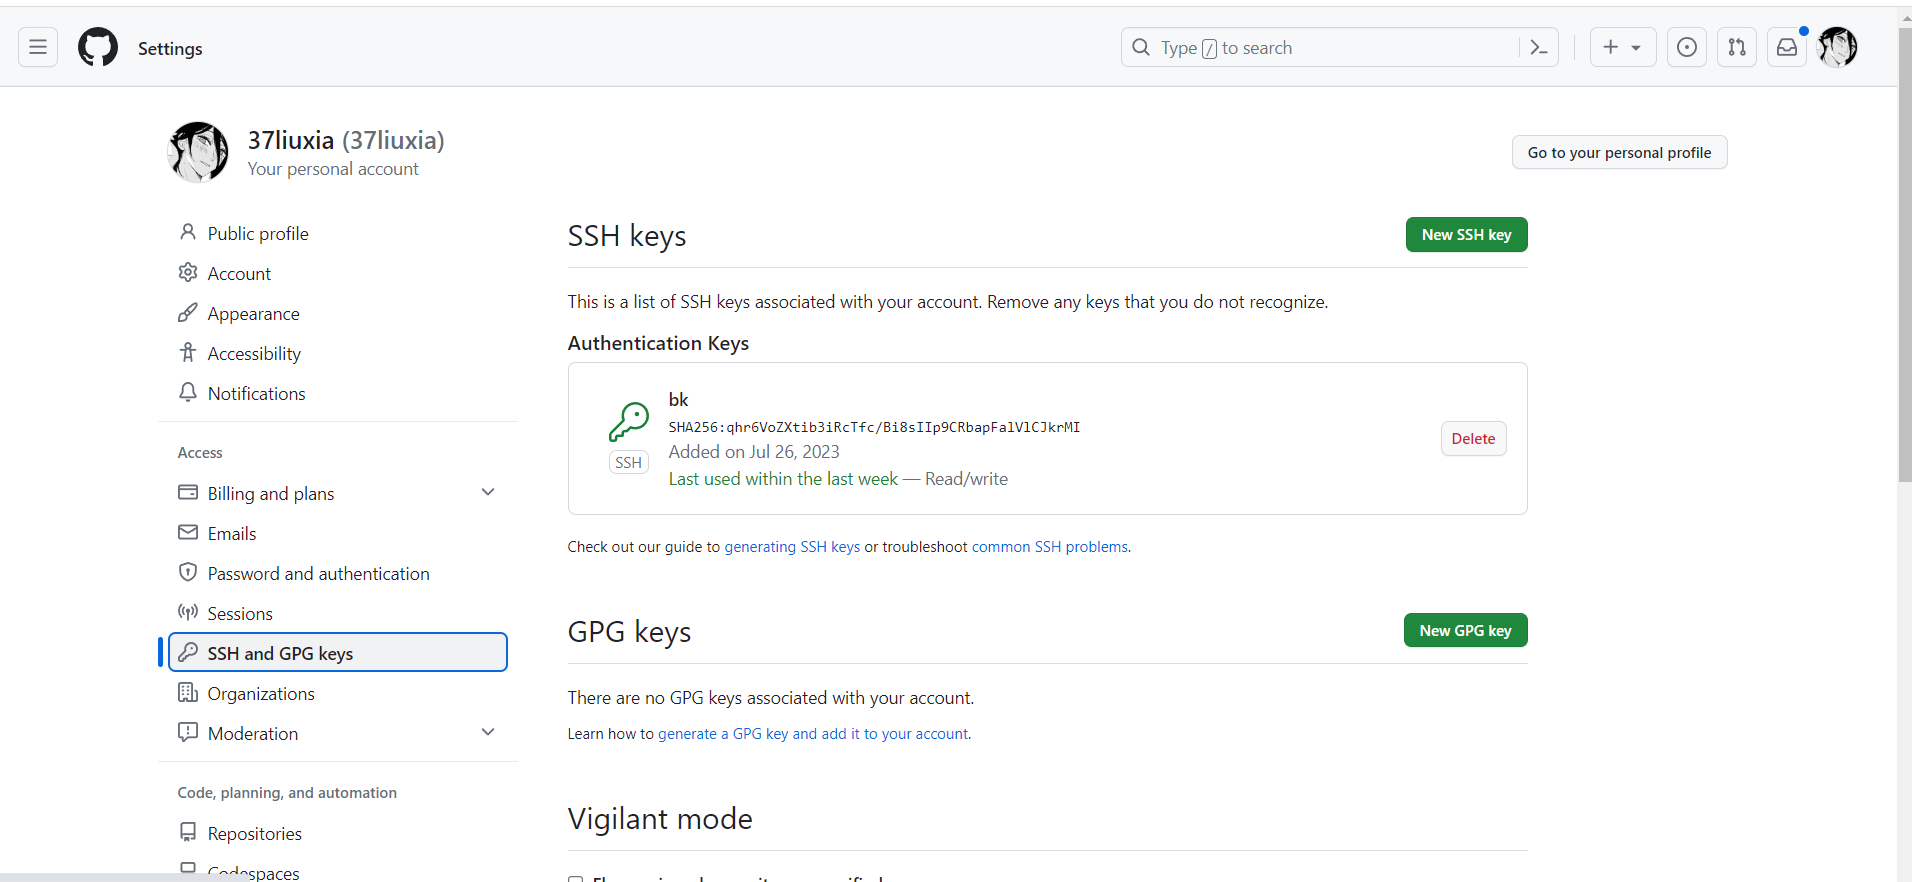 Settings
Type / to search
37liuxia (37liuxia)
Your personal account
Go to your personal profile
Public profile
Account
Appearance
Accessibility
Notifications
Access
Billing and plans
Emails
Password and authentication
Sessions
SSH and GPG keys
Organizations
Moderation
Code, planning, and automation
Repositories
Codespaces
SSH keys
New SSH key
This is a list of SSH keys associated with your account. Remove any keys that you do not recognize.
Authentication Keys
bk
SHA256:qhr6VoZXtib3iRcTfc/Bi8sIIp9CRbapFalVlCJkrMI
Added on Jul 26, 2023
Last used within the last week — Read/write
SSH
Delete
Check out our guide to generating SSH keys or troubleshoot common SSH problems.
GPG keys
New GPG key
There are no GPG keys associated with your account.
Learn how to generate a GPG key and add it to your account.
Vigilant mode